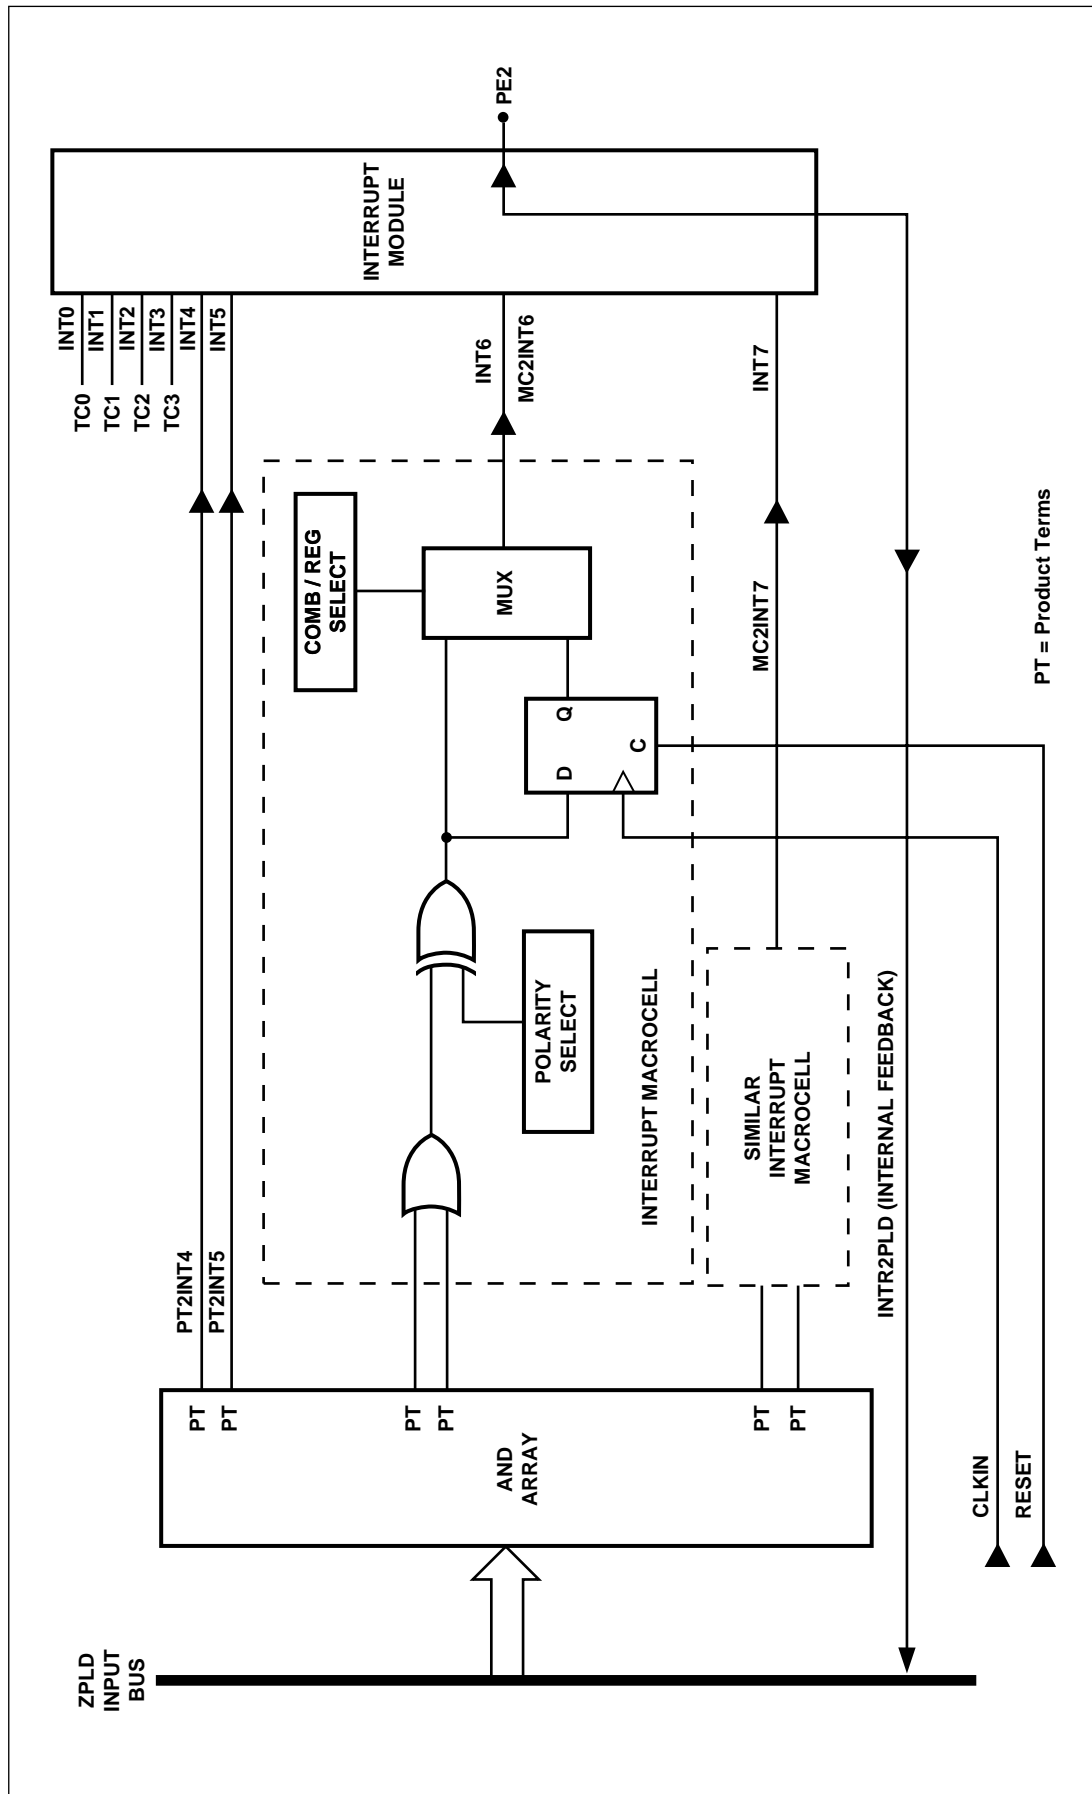 ZPLD
INPUT
BUS
AND
ARRAY
PT
PT
PT
PT
PT
PT
PT2INT4
PT2INT5
POLARITY
SELECT
D
Q
C
COMB / REG
SELECT
MUX
INTERRUPT MACROCELL
SIMILAR
INTERRUPT
MACROCELL
MC2INT7
INT7
INT6
MC2INT6
TC0
TC1
TC2
TC3
INT0
INT1
INT2
INT3
INT4
INT5
INTERRUPT
MODULE
PE2
INTR2PLD (INTERNAL FEEDBACK)
CLKIN
RESET
PT = Product Terms